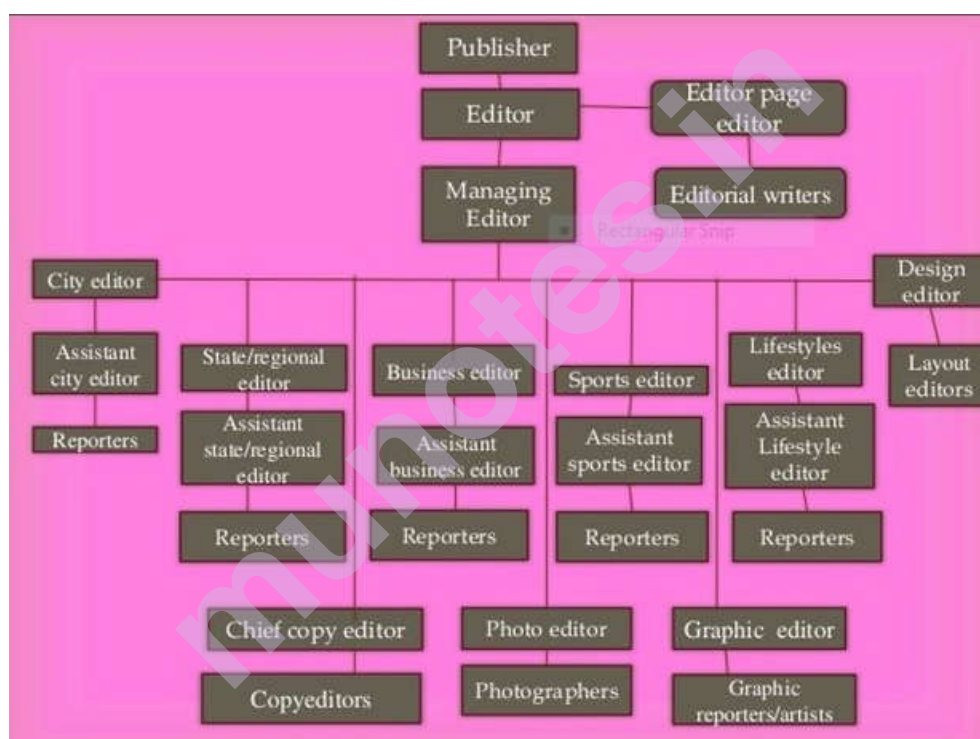 Publisher
Editor
Editor page
editor
Managing
Editor
Editorial writers
Rectangular Snip
City editor
Design
editor
Assistant
city editor
State/regional
editor
Business editor
Sports editor
Lifestyles
editor
Layout
editors
Reporters
Assistant
state/regional
editor
Assistant
business editor
Assistant
sports editor
Assistant
Lifestyle
editor
Reporters
Reporters
Reporters
Reporters
Chief copy editor
Photo editor
Graphic editor
Copyeditors
Photographers
Graphic
reporters/artists
munotes.in